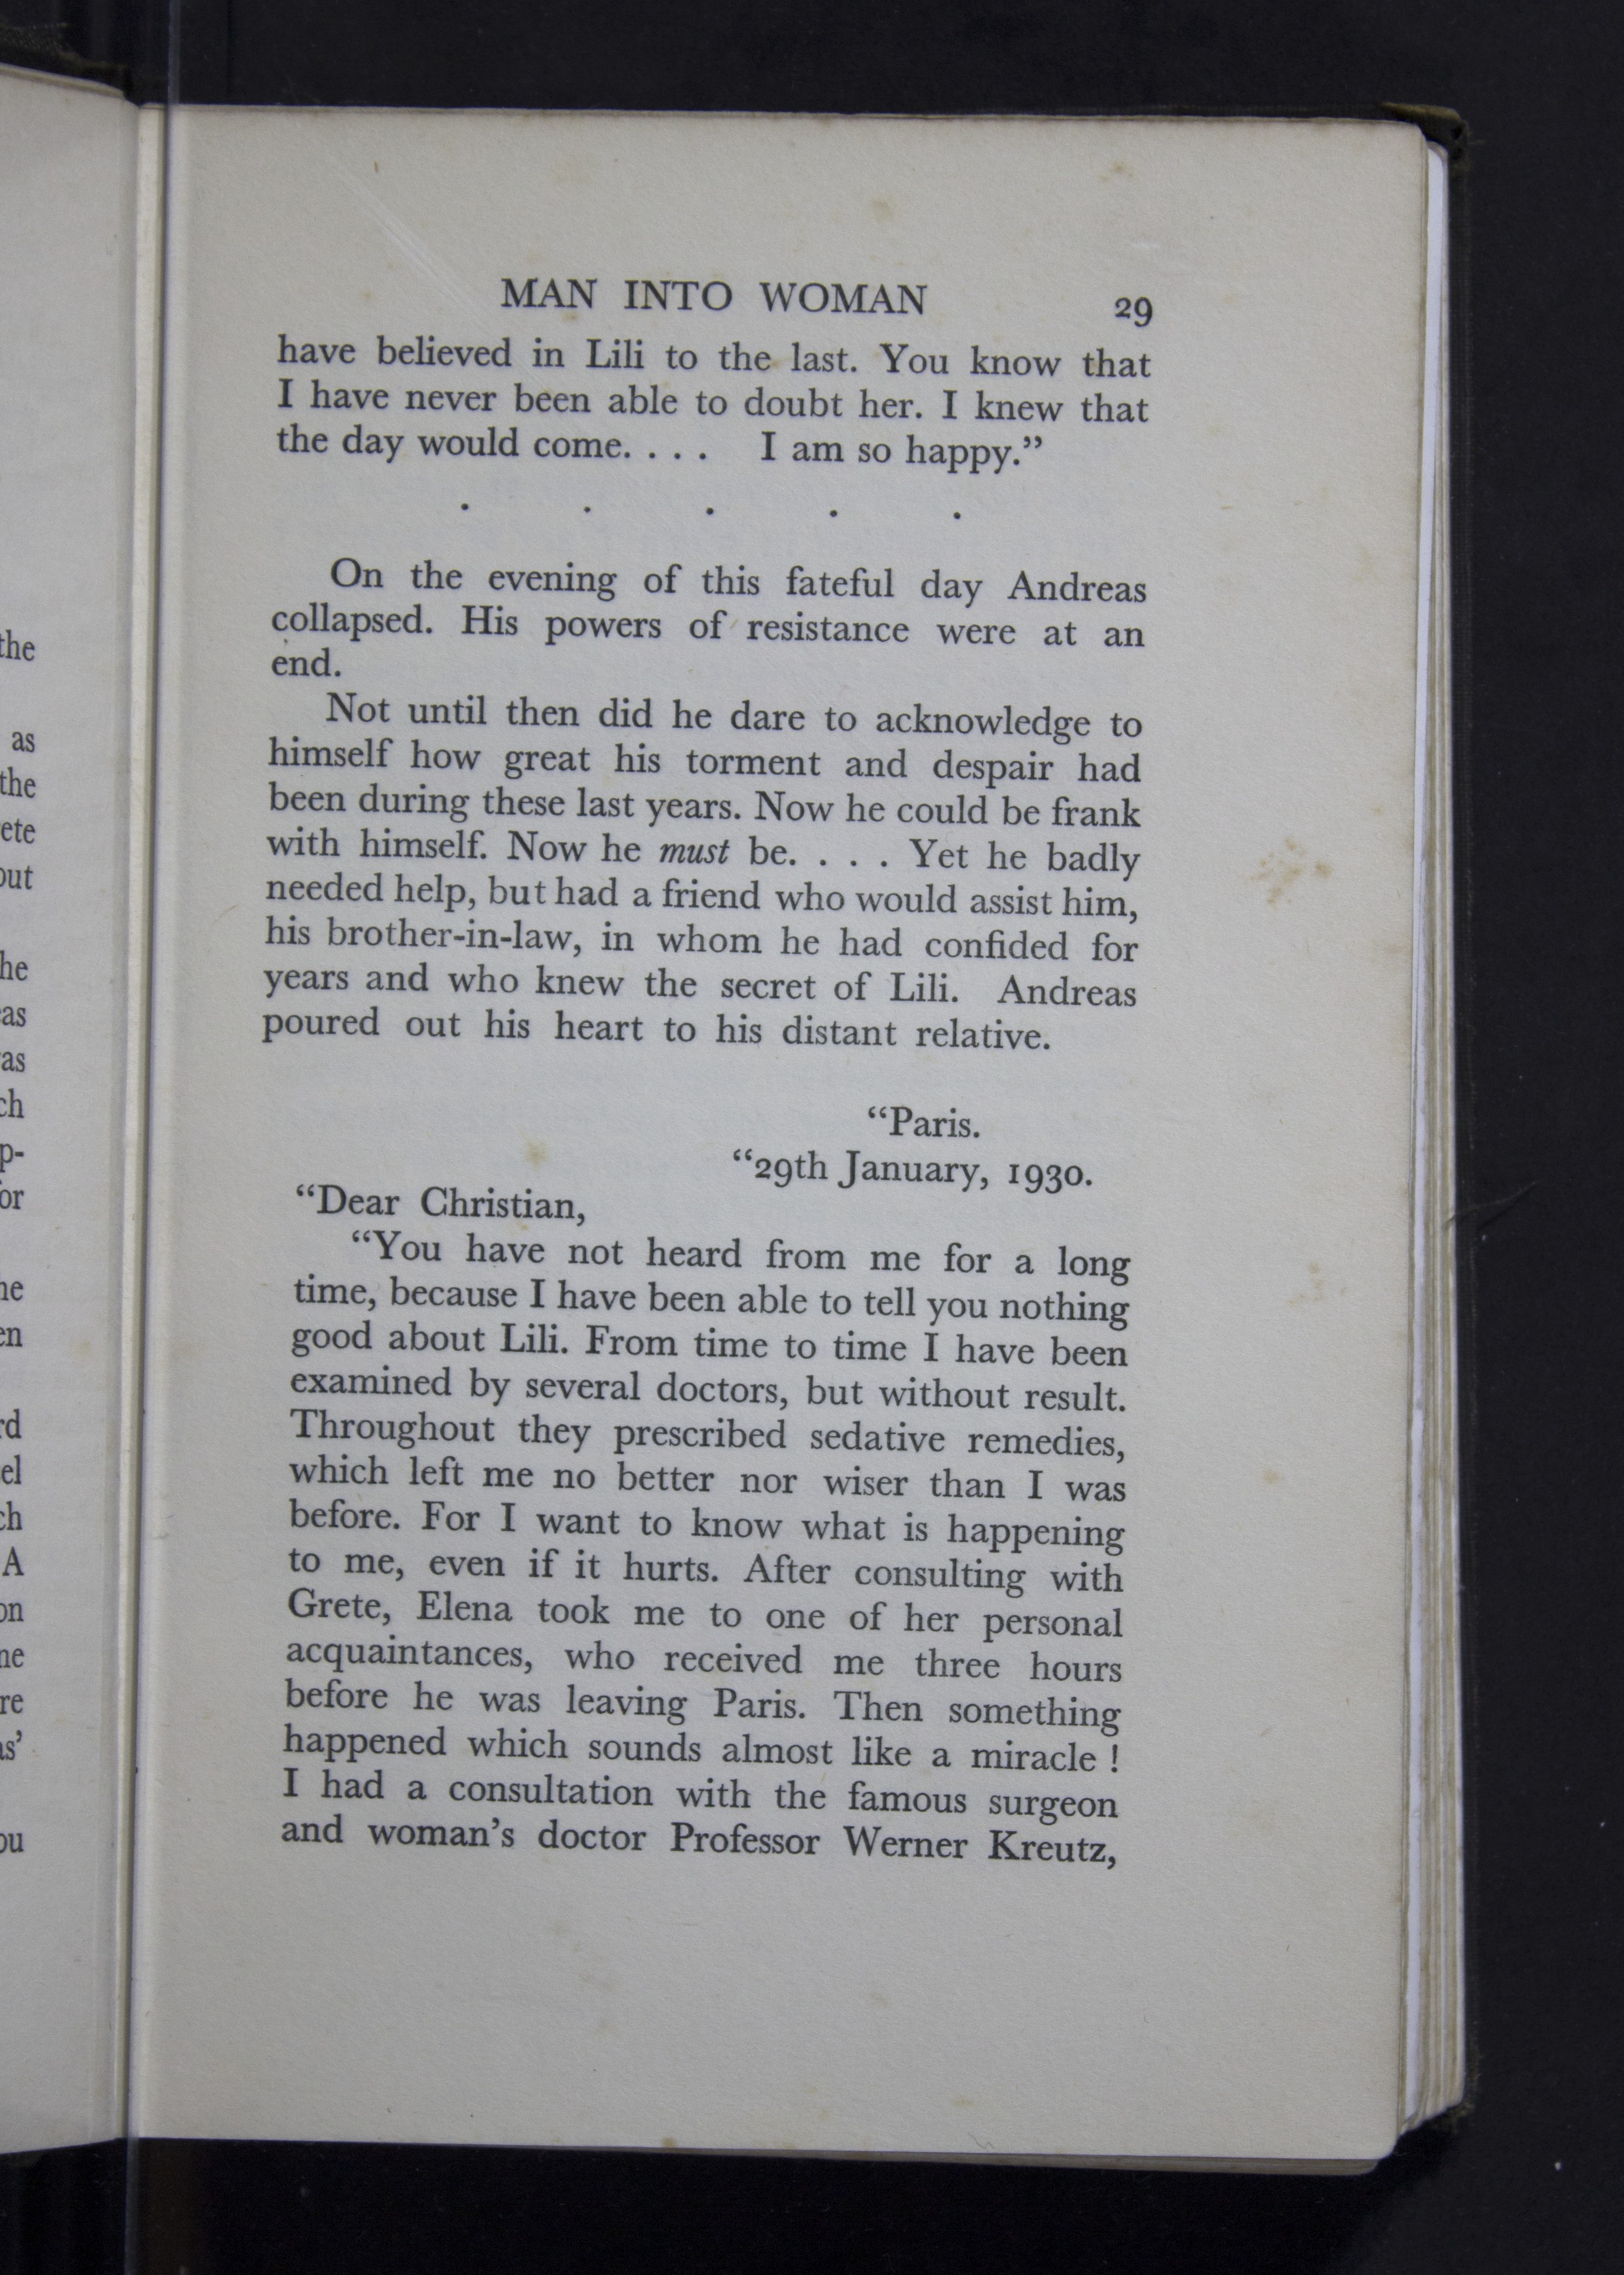 MAN INTO WOMAN 29
have believed in Lili to the last. You know that
I have never been able to doubt her. I knew that
the day would come. . . . I am so happy.”
. . . . .
On the evening of this fateful day Andreas
collapsed. His powers of resistance were at an
end.
Not until then did he dare to acknowledge to
himself how great his torment and despair had
been during these last years. Now he could be frank
with himself. Now he must be. . . . Yet he badly
needed help, but had a friend who would assist him,
his brother-in-law, in whom he had confided for
years and who knew the secret of Lili. Andreas
poured out his heart to his distant relative.
“Paris.
“29th January, 1930.
“Dear Christian,
“You have not heard from me for a long
time, because I have been able to tell you nothing
good about Lili. From time to time I have been
examined by several doctors, but without result.
Throughout they prescribed sedative remedies,
which left me no better nor wiser than I was
before. For I want to know what is happening
to me, even if it hurts. After consulting with
Grete, Elena took me to one of her personal
acquaintances, who received me three hours
before he was leaving Paris. Then something
happened which sounds almost like a miracle !
I had a consultation with the famous surgeon
and woman’s doctor Professor Werner Kreutz,